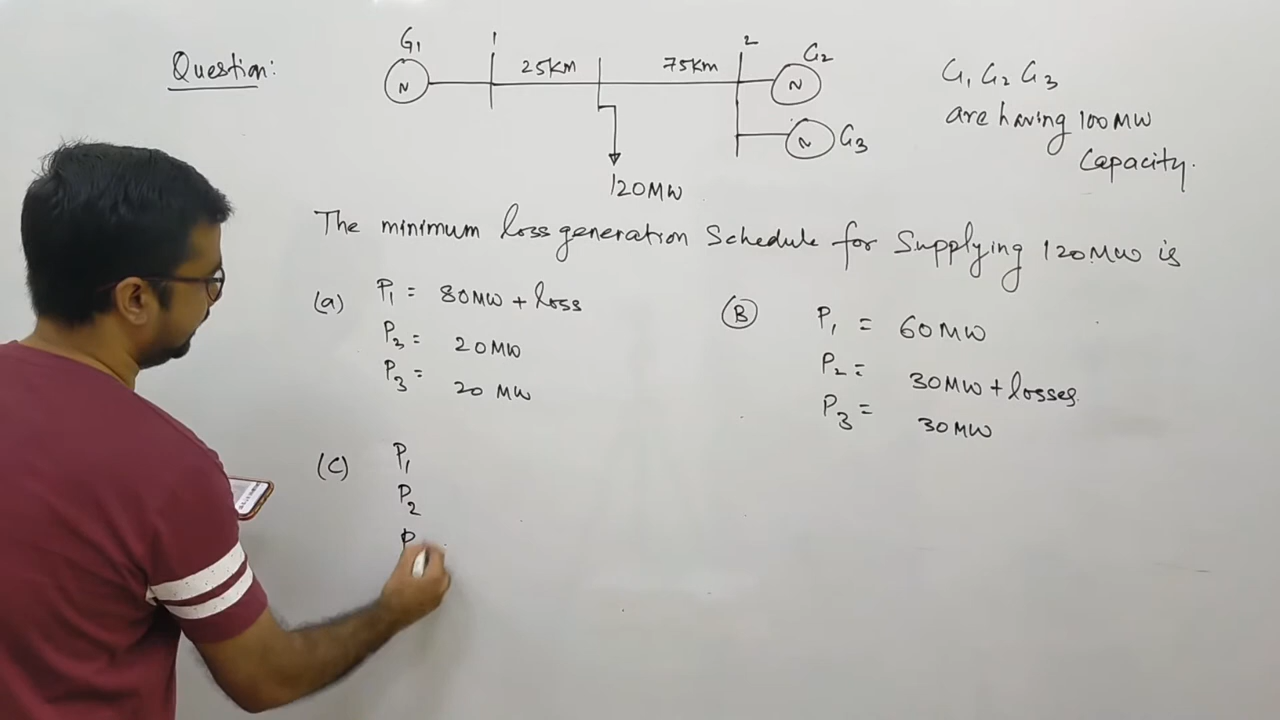 Question:
G1
1
25KM
75KM
2
G2
N
N
N
G3
120MW
G1 G2 G3
are having 100MW
Capacity.
The minimum loss generation Schedule for Supplying 120MW is
(a) P1 = 80MW + loss
P2 = 20MW
P3 = 20 MW
(B) P1 = 60MW
P2 = 30MW + losses
P3 = 30MW
(C) P1
P2
P